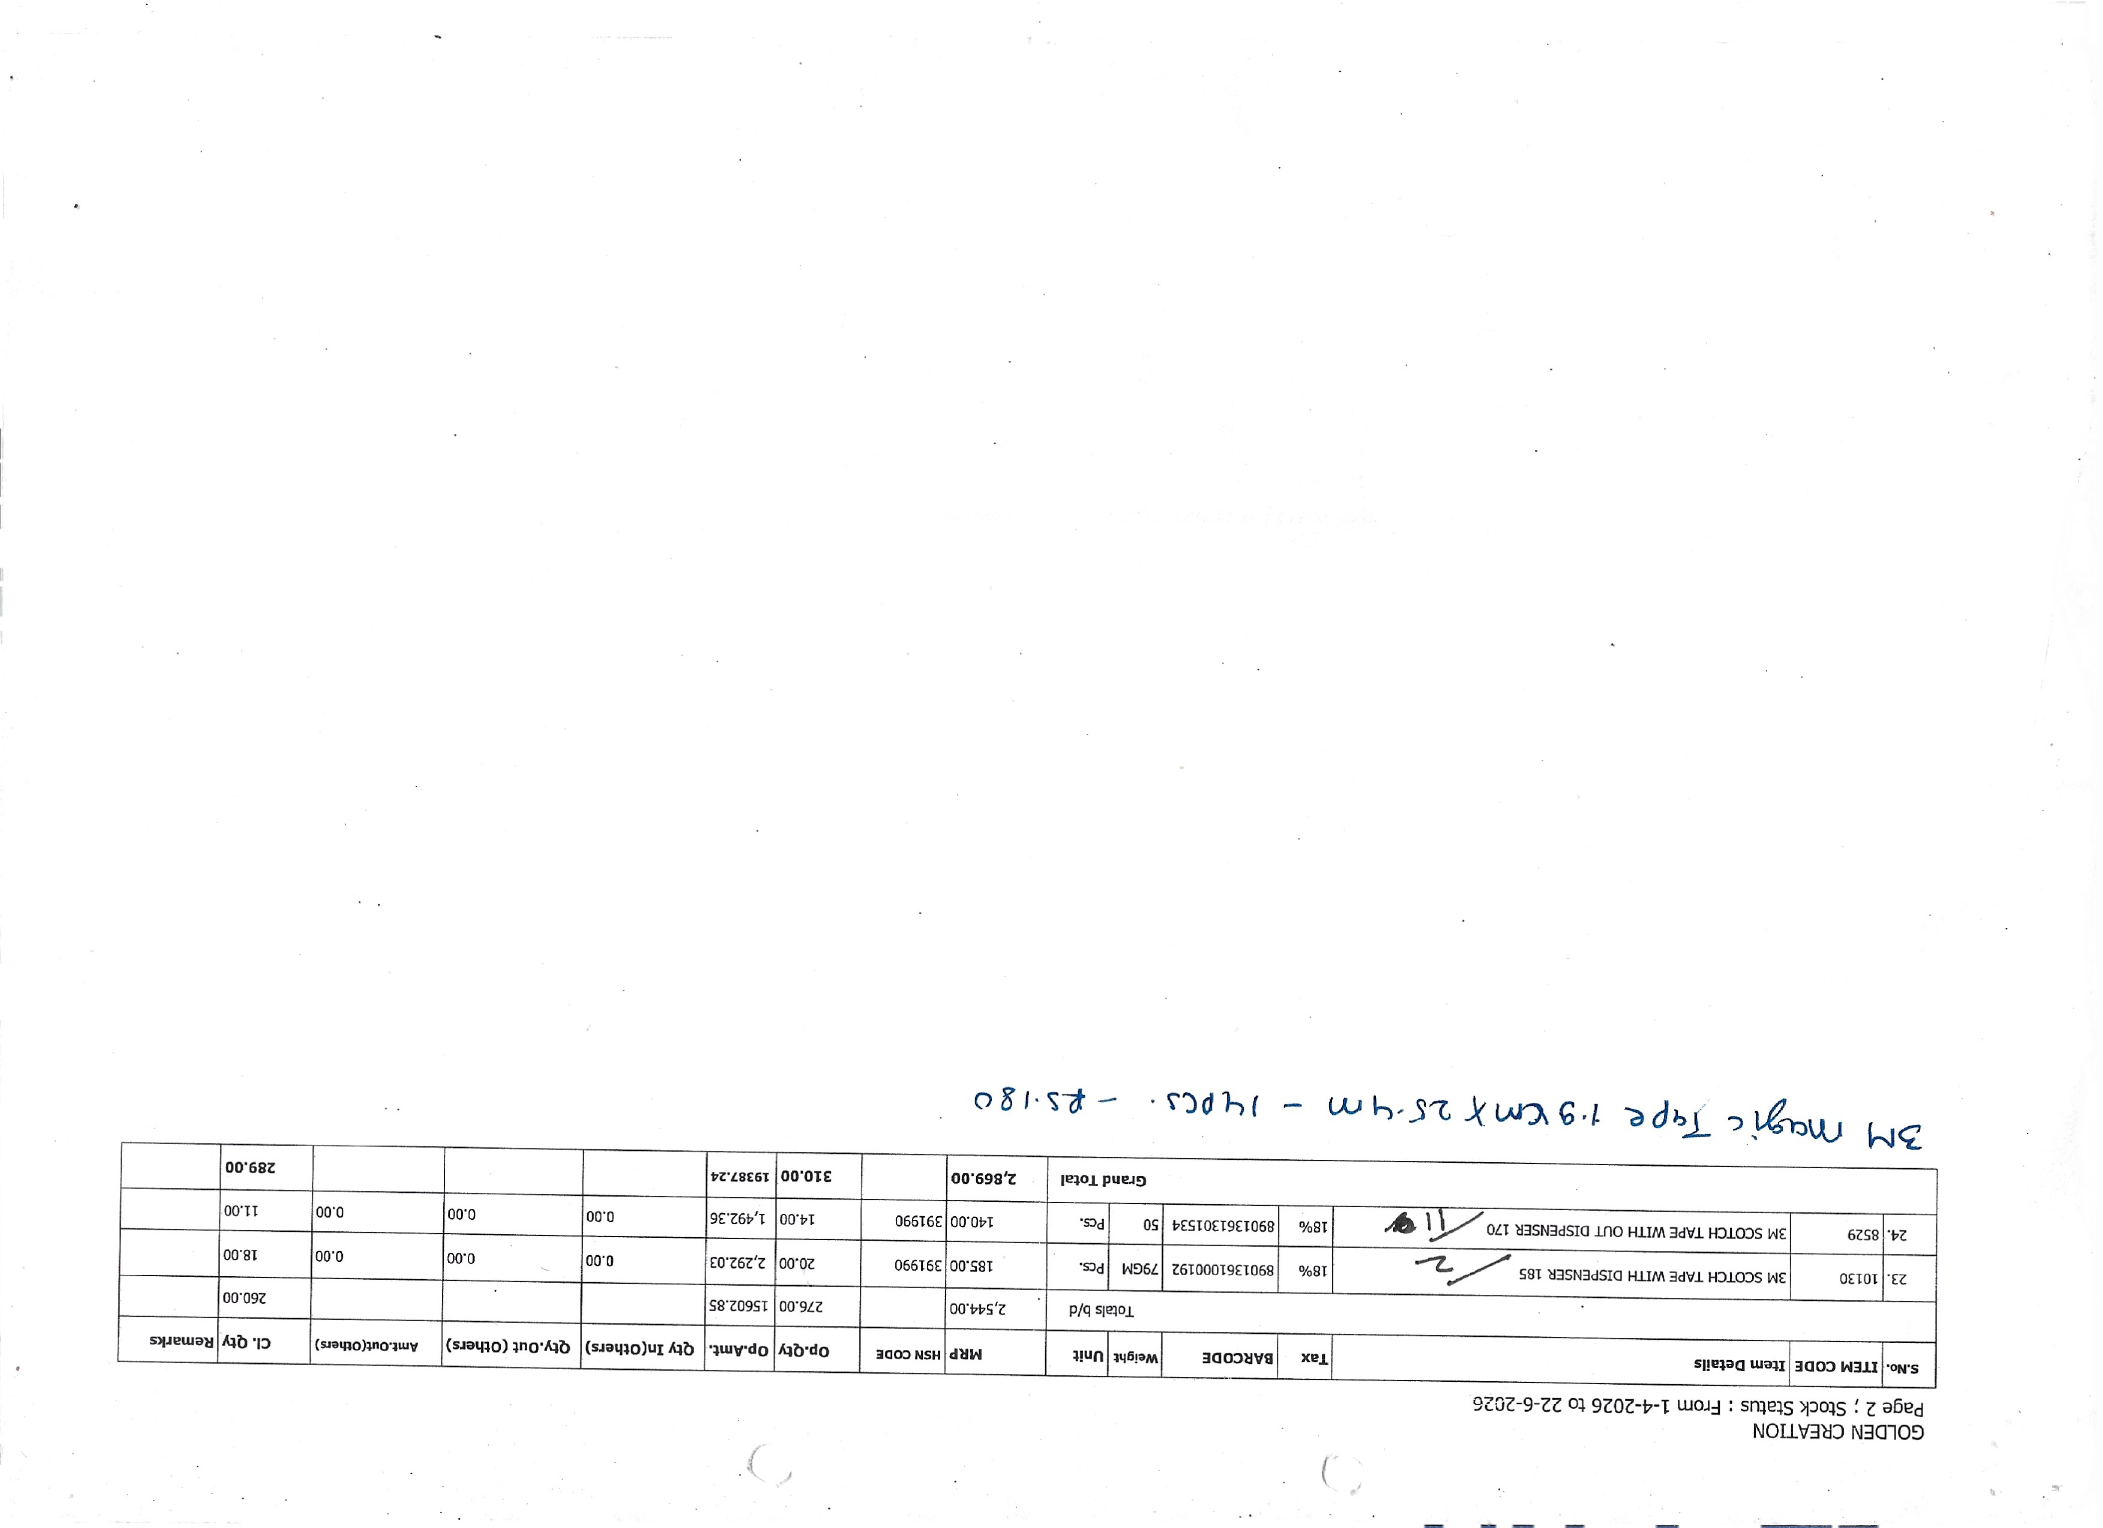 GOLDEN CREATION
Page 2 ; Stock Status : From 1-4-2026 to 22-6-2026
S.No. ITEM CODE Item Details Tax BARCODE Weight Unit MRP HSN CODE Op.Qty Op.Amt. Qty In(Others) Qty.Out (Others) Amt.Out(Others) Cl. Qty Remarks
Totals b/d 2,544.00 276.00 15602.85 260.00
23. 10130 3M SCOTCH TAPE WITH DISPENSER 185 2 18% 8901361000192 79GM Pcs. 185.00 391990 20.00 2,292.03 0.00 0.00 0.00 18.00
24. 8529 3M SCOTCH TAPE WITH OUT DISPENSER 170 11 18% 8901361301534 50 Pcs. 140.00 391990 14.00 1,492.36 0.00 0.00 0.00 11.00
Grand Total 2,869.00 310.00 19387.24 289.00
3M Magic Tape 1.9cm X 25.4m - 14pcs. - Rs.180